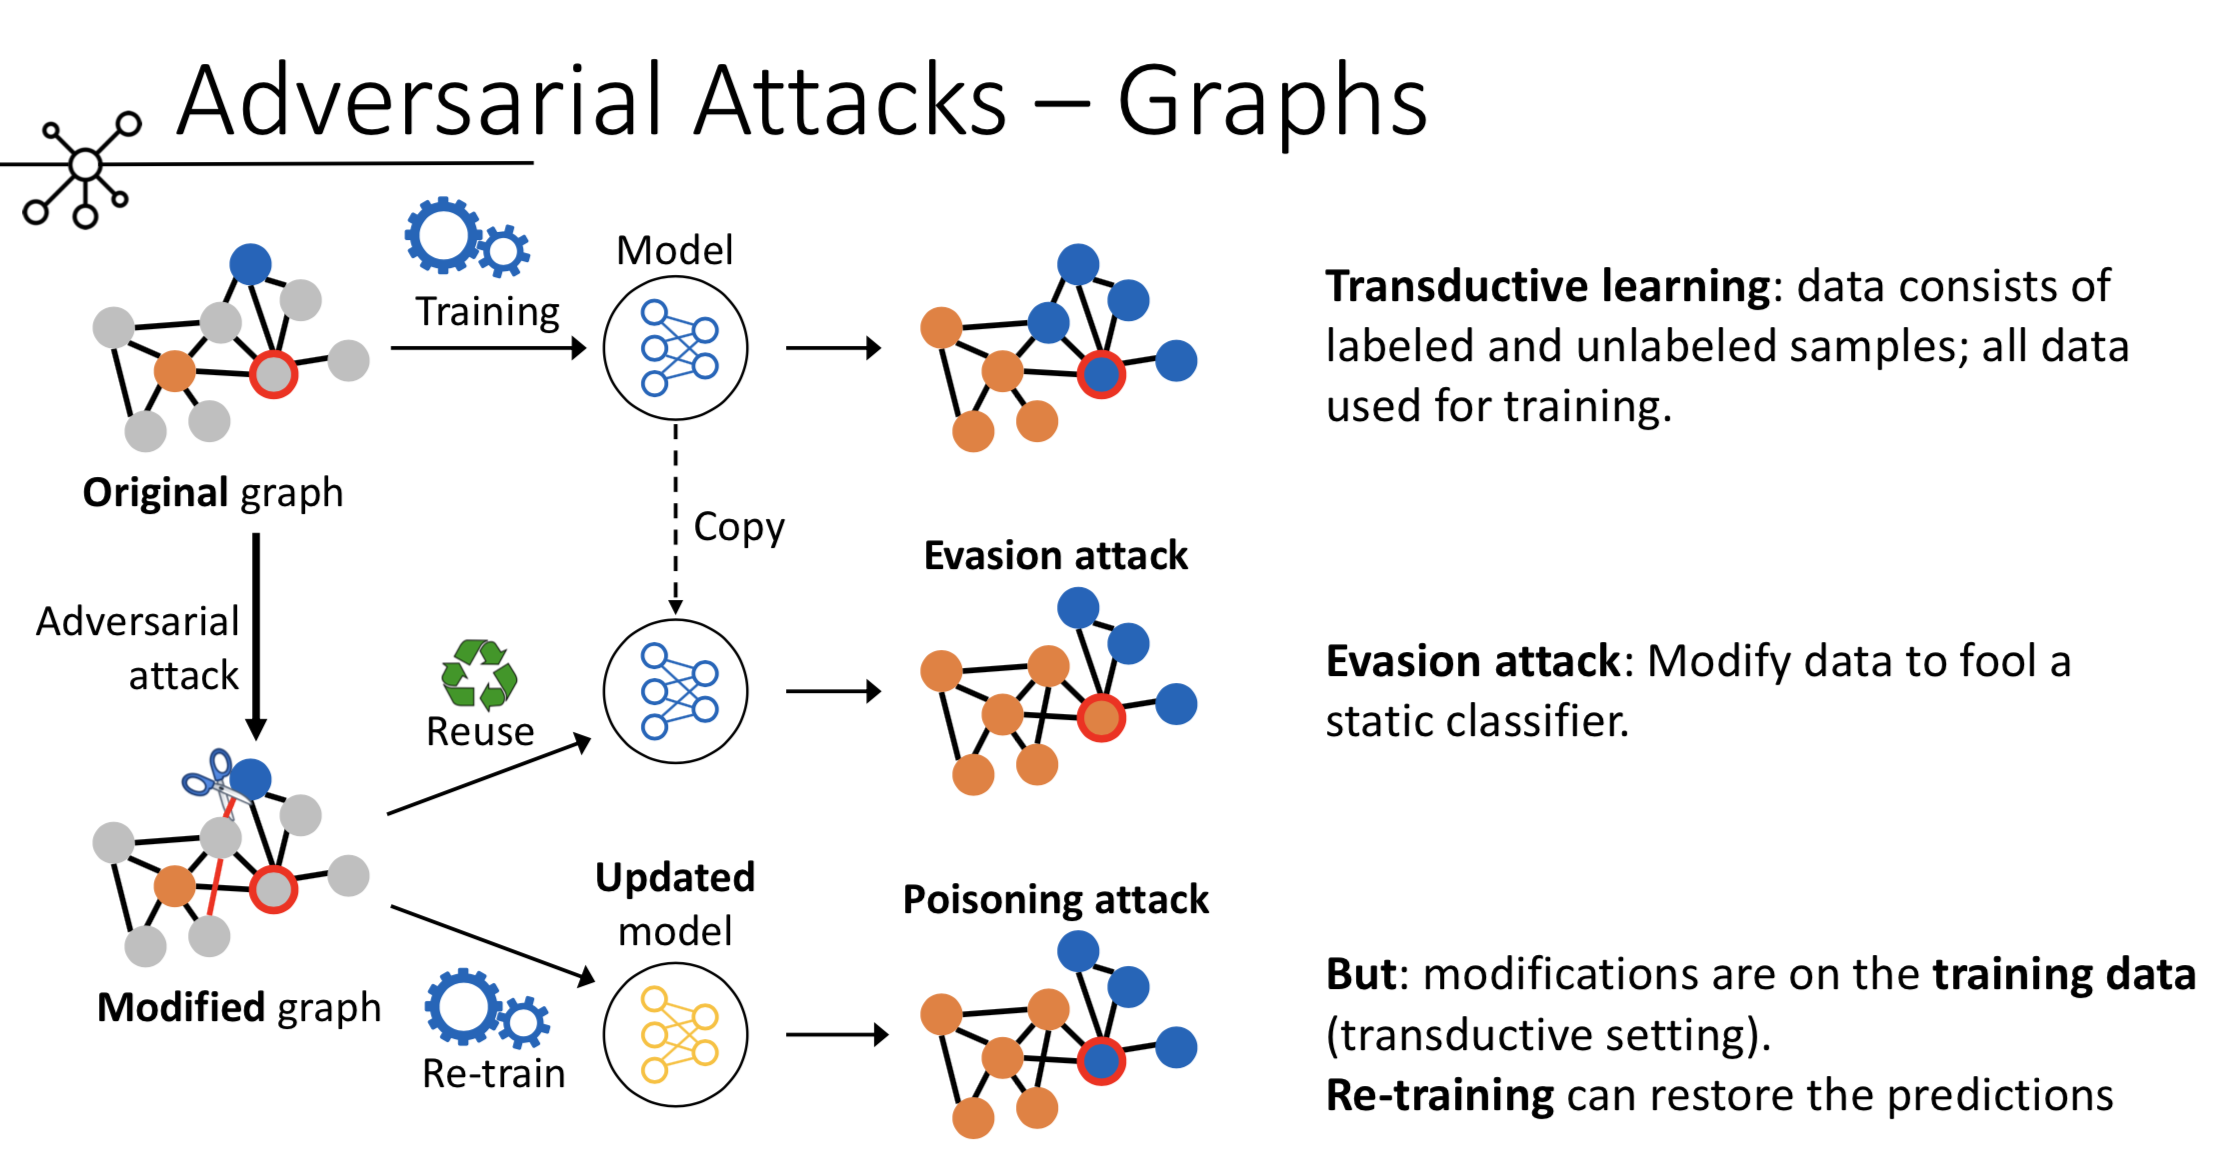 Adversarial Attacks – Graphs
Training
Model
Transductive learning: data consists of
labeled and unlabeled samples; all data
used for training.
Original graph
Copy
Adversarial
attack
Reuse
Evasion attack
Evasion attack: Modify data to fool a
static classifier.
Modified graph
Updated
model
Re-train
Poisoning attack
But: modifications are on the training data
(transductive setting).
Re-training can restore the predictions